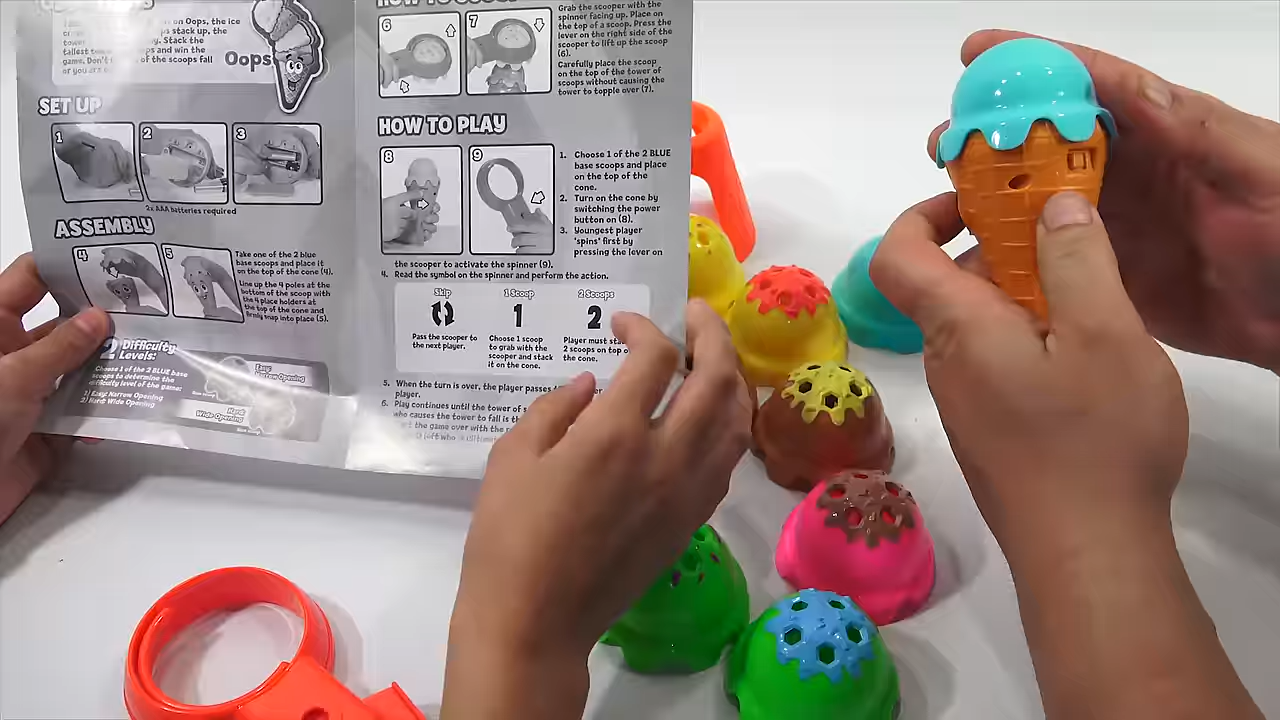 on Oops, the ice
stack up, the
Stack the
tallest
ps and win the
game. Don't
of the scoops fall
or you
Oops
SET UP
1
2
3
2x AAA batteries required
ASSEMBLY
4
5
Take one of the 2 blue
base scoops and place it
on the top of the cone (4).
Line up the 4 poles at the
bottom of the scoop with
the 4 place holders at
the top of the cone and
firmly snap into place (5).
2 Difficulty
Levels:
Choose 1 of the 2 BLUE base
scoops to determine the
difficulty level of the game:
1) Easy: Narrow Opening
2) Hard: Wide Opening
Easy:
Narrow Opening
Hard:
Wide Opening
6
7
Grab the scooper with the
spinner facing up. Place on
the top of a scoop. Press the
lever on the right side of the
scooper to lift up the scoop
(6).
Carefully place the scoop
on the top of the tower of
scoops without causing the
tower to topple over (7).
HOW TO PLAY
8
9
1. Choose 1 of the 2 BLUE
base scoops and place
on the top of the
cone.
2. Turn on the cone by
switching the power
button on (8).
3. Youngest player
'spins' first by
pressing the lever on
the scooper to activate the spinner (9).
4. Read the symbol on the spinner and perform the action.
Skip
Pass the scooper to
the next player.
1 Scoop
1
Choose 1 scoop
to grab with the
scooper and stack
it on the cone.
2 Scoops
2
Player must
2 scoops on top
the cone.
5. When the turn is over, the player passes
player.
6. Play continues until the tower of
who causes the tower to fall is
the game over with the